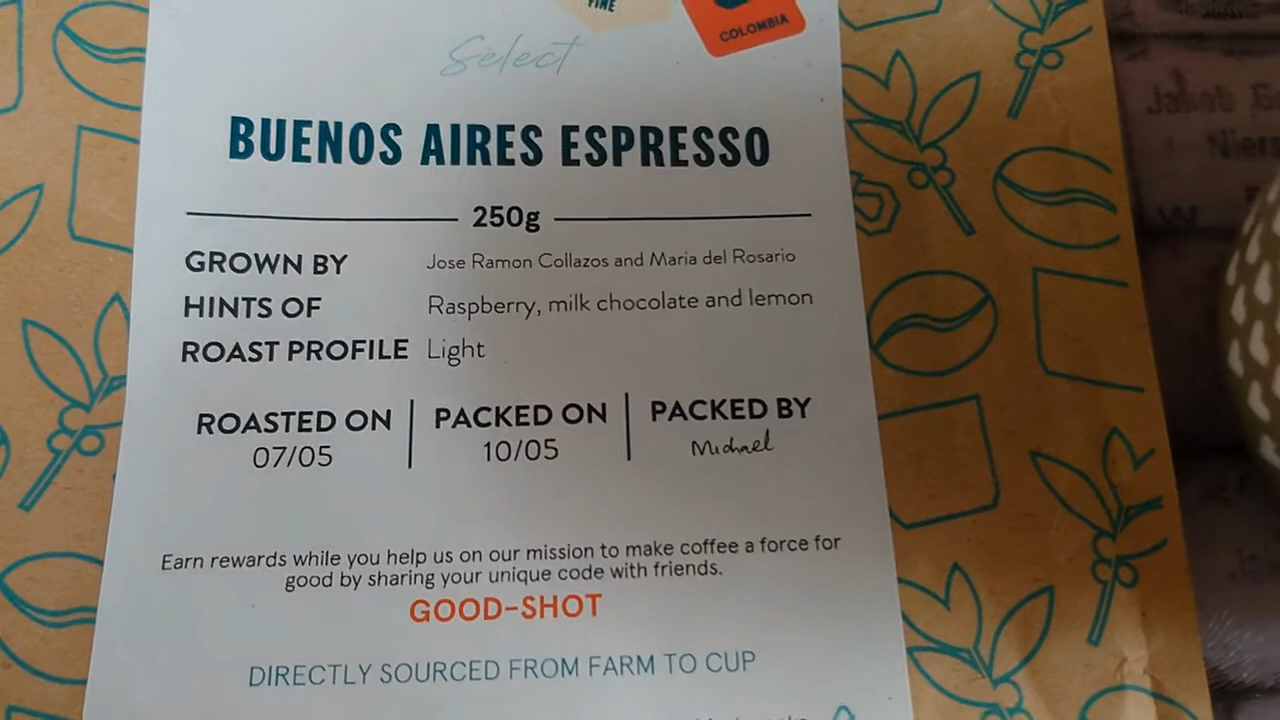 FINE
COLOMBIA
Select
BUENOS AIRES ESPRESSO
250g
GROWN BY Jose Ramon Collazos and Maria del Rosario
HINTS OF Raspberry, milk chocolate and lemon
ROAST PROFILE Light
ROASTED ON PACKED ON PACKED BY
07/05 10/05 Michael
Earn rewards while you help us on our mission to make coffee a force for
good by sharing your unique code with friends.
GOOD-SHOT
DIRECTLY SOURCED FROM FARM TO CUP
Jakob